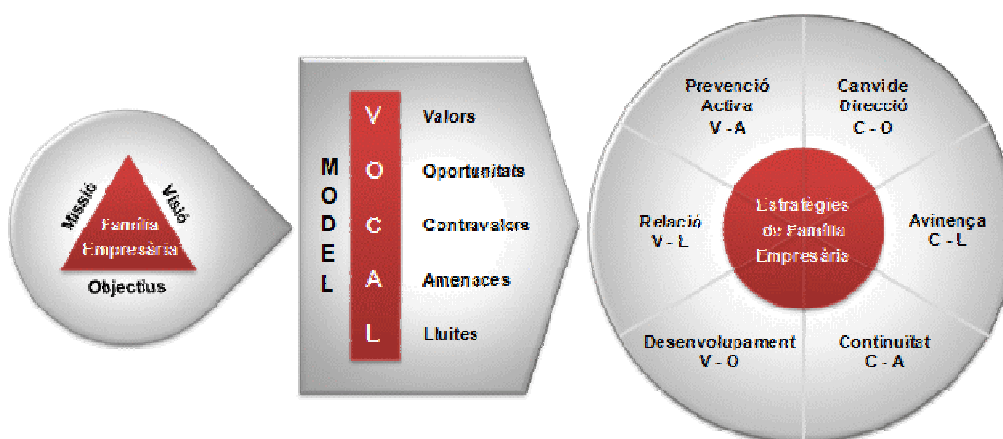 Missió
Visió
Família
Empresària
Objectius
MODEL
V Valors
O Oportunitats
C Contravalors
A Amenaces
L Lluites
Prevenció
Activa
V - A
Canvi de
Direcció
C - O
Relació
V - L
Estratègies
de Família
Empresària
Avinença
C - L
Desenvolupament
V - O
Continuïtat
C - A